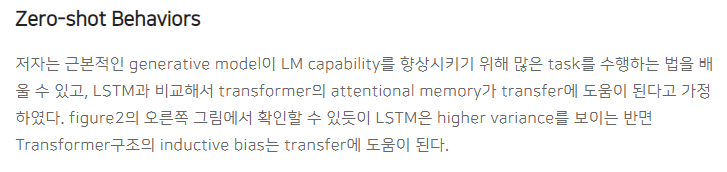 Zero-shot Behaviors
저자는 근본적인 generative model이 LM capability를 향상시키기 위해 많은 task를 수행하는 법을 배
울 수 있고, LSTM과 비교해서 transformer의 attentional memory가 transfer에 도움이 된다고 가정
하였다. figure2의 오른쪽 그림에서 확인할 수 있듯이 LSTM은 higher variance를 보이는 반면
Transformer구조의 inductive bias는 transfer에 도움이 된다.